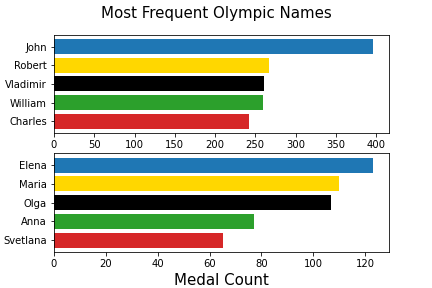 Most Frequent Olympic Names
John
Robert
Vladimir
William
Charles
0 50 100 150 200 250 300 350 400
Elena
Maria
Olga
Anna
Svetlana
0 20 40 60 80 100 120
Medal Count